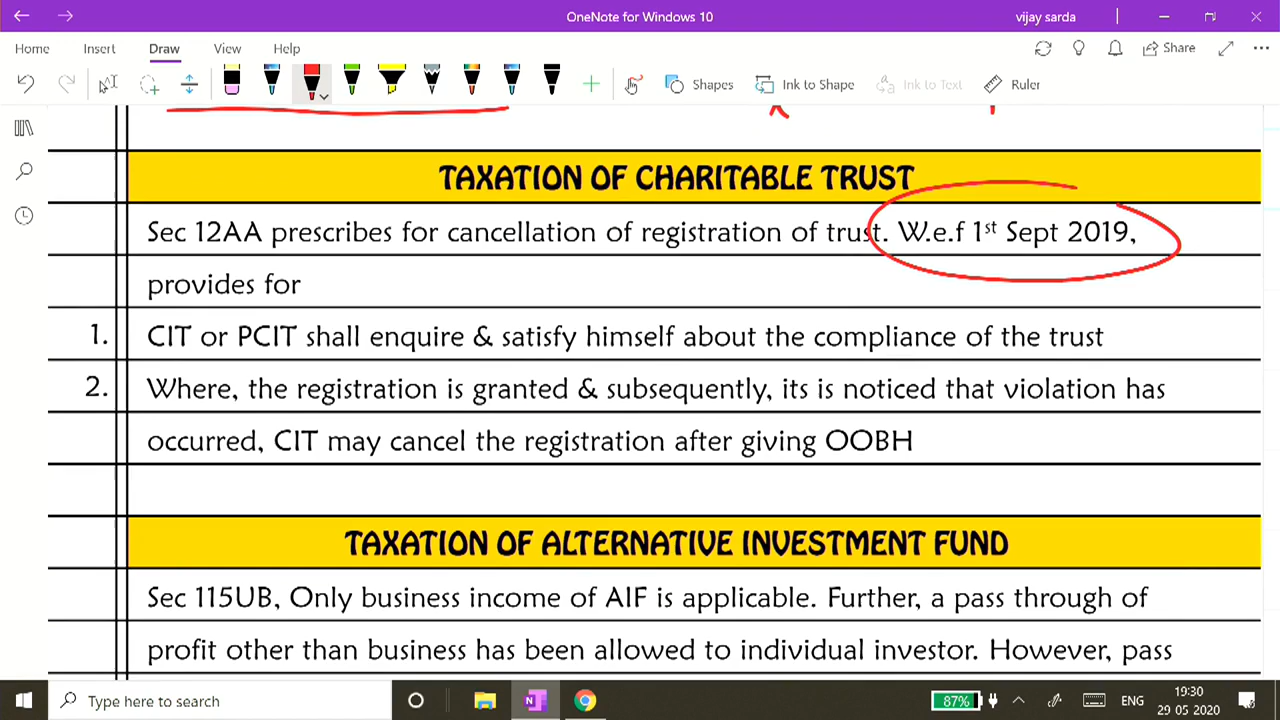 OneNote for Windows 10
vijay sarda
Home Insert Draw View Help
Share
Shapes Ink to Shape Ink to Text Ruler
TAXATION OF CHARITABLE TRUST
Sec 12AA prescribes for cancellation of registration of trust. W.e.f 1st Sept 2019,
provides for
1. CIT or PCIT shall enquire & satisfy himself about the compliance of the trust
2. Where, the registration is granted & subsequently, its is noticed that violation has
occurred, CIT may cancel the registration after giving OOBH
TAXATION OF ALTERNATIVE INVESTMENT FUND
Sec 115UB, Only business income of AIF is applicable. Further, a pass through of
profit other than business has been allowed to individual investor. However, pass
Type here to search
87%
ENG
19:30
29-05-2020